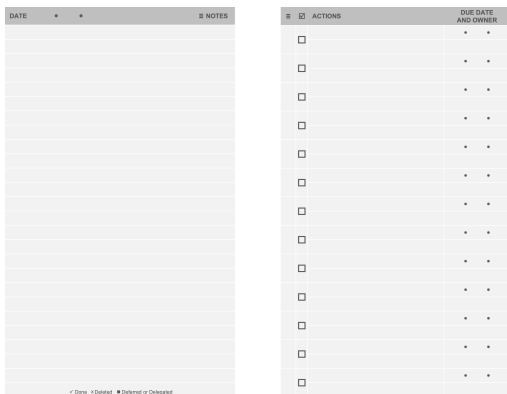 DATE • • ≡ NOTES
✓ Done × Deleted ■ Deferred or Delegated
≡ ☑ ACTIONS DUE DATE
AND OWNER